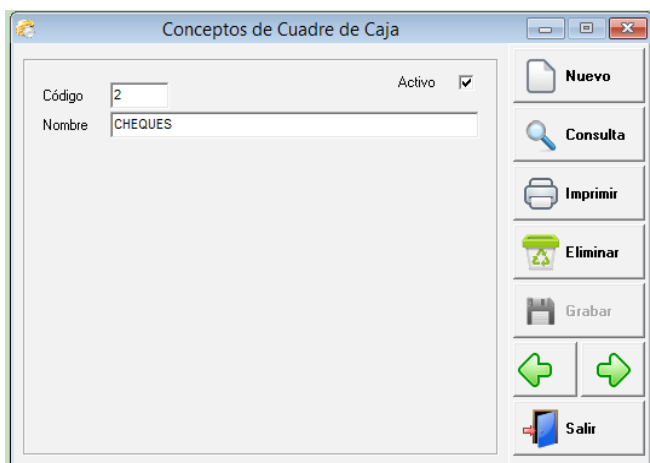 Conceptos de Cuadre de Caja
Activo
Código 2
Nombre CHEQUES
Nuevo
Consulta
Imprimir
Eliminar
Grabar
Salir